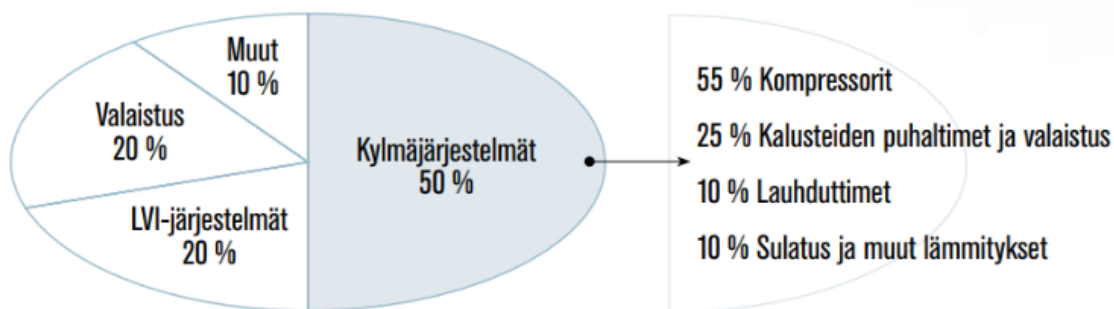 Muut
10 %
Valaistus
20 %
LVI-järjestelmät
20 %
Kylmäjärjestelmät
50 %
55 % Kompressorit
25 % Kalusteiden puhaltimet ja valaistus
10 % Lauhduttimet
10 % Sulatus ja muut lämmitykset